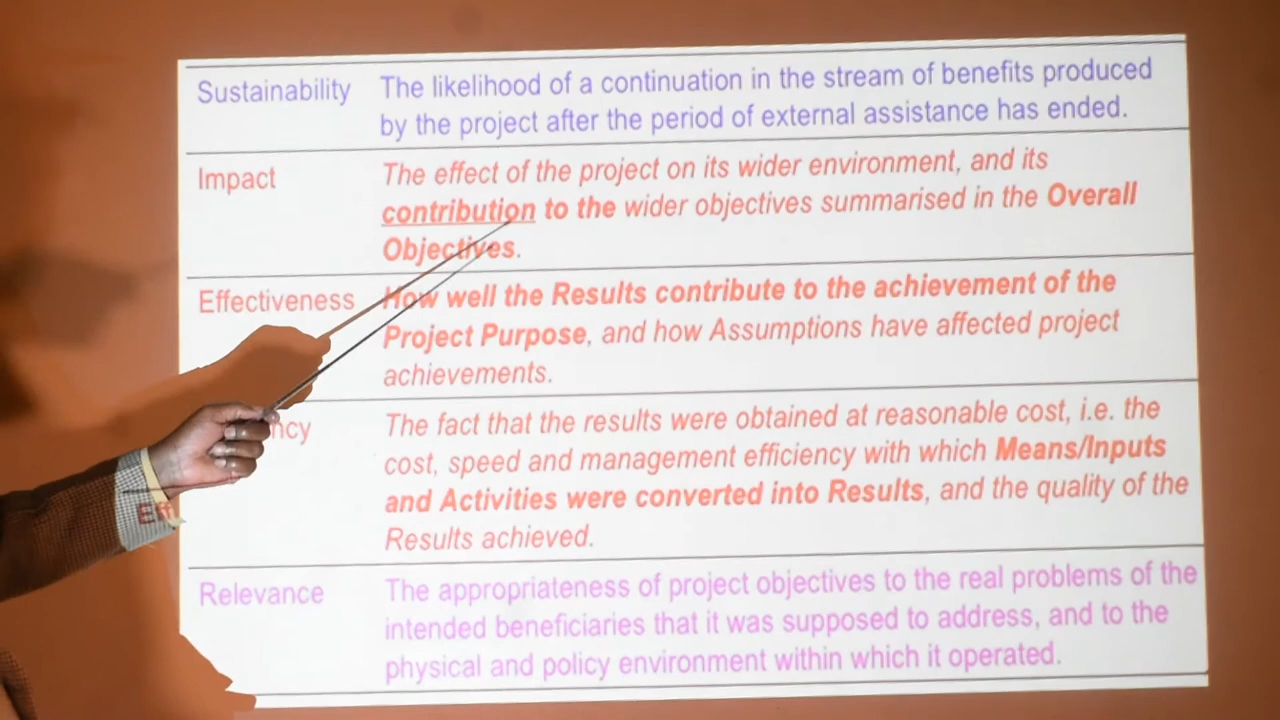 Sustainability The likelihood of a continuation in the stream of benefits produced
by the project after the period of external assistance has ended.
Impact The effect of the project on its wider environment, and its
contribution to the wider objectives summarised in the Overall
Objectives.
Effectiveness How well the Results contribute to the achievement of the
Project Purpose, and how Assumptions have affected project
achievements.
Eff ncy The fact that the results were obtained at reasonable cost, i.e. the
cost, speed and management efficiency with which Means/Inputs
and Activities were converted into Results, and the quality of the
Results achieved.
Relevance The appropriateness of project objectives to the real problems of the
intended beneficiaries that it was supposed to address, and to the
physical and policy environment within which it operated.